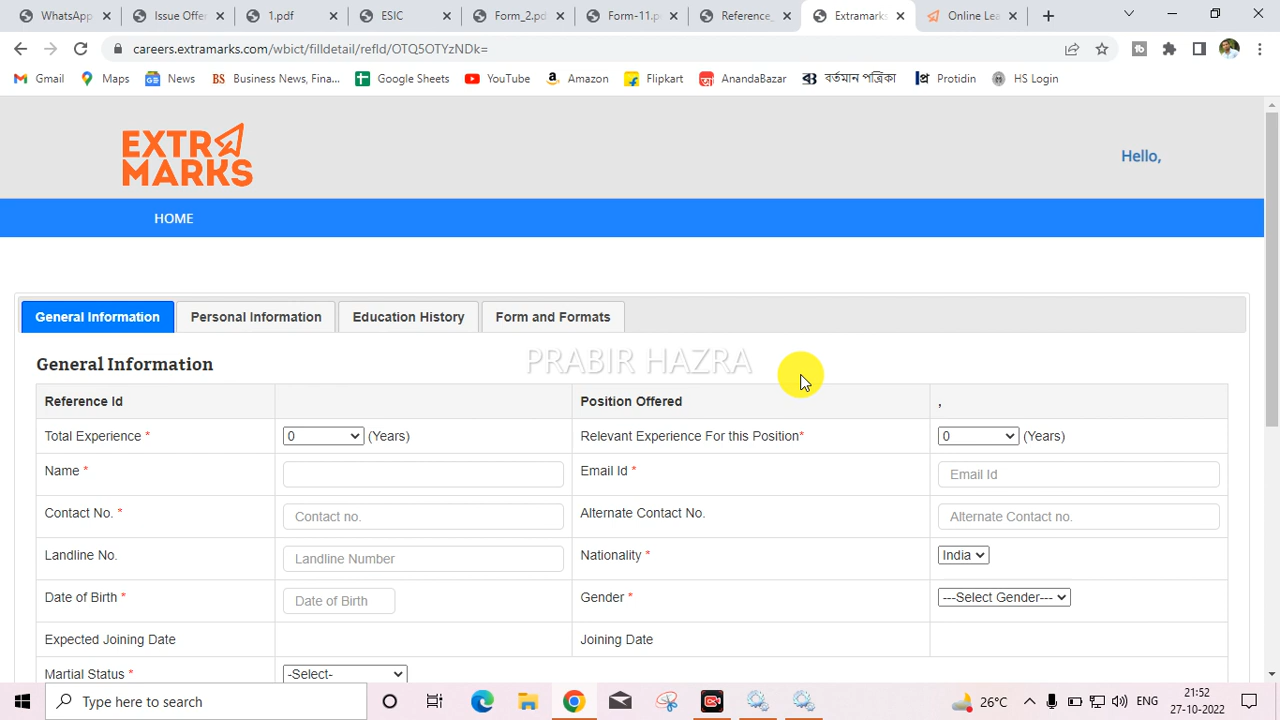 WhatsApp
Issue Offe
1.pdf
ESIC
Form_2.pd
Form-11.p
Reference_
Extramarks
Online Lea
careers.extramarks.com/wbict/filldetail/refId/OTQ5OTYzNDk=
Gmail
Maps
News
BS Business News, Fina...
Google Sheets
YouTube
Amazon
Flipkart
AnandaBazar
বর্তমান পত্রিকা
Protidin
HS Login
EXTRA
MARKS
Hello,
HOME
General Information
Personal Information
Education History
Form and Formats
General Information
PRABIR HAZRA
Reference Id
Position Offered ,
Total Experience * 0 (Years)
Relevant Experience For this Position* 0 (Years)
Name *
Email Id * Email Id
Contact No. * Contact no.
Alternate Contact No. Alternate Contact no.
Landline No. Landline Number
Nationality * India
Date of Birth * Date of Birth
Gender * ---Select Gender---
Expected Joining Date
Joining Date
Martial Status * -Select-
Type here to search
26°C
ENG
21:52
27-10-2022